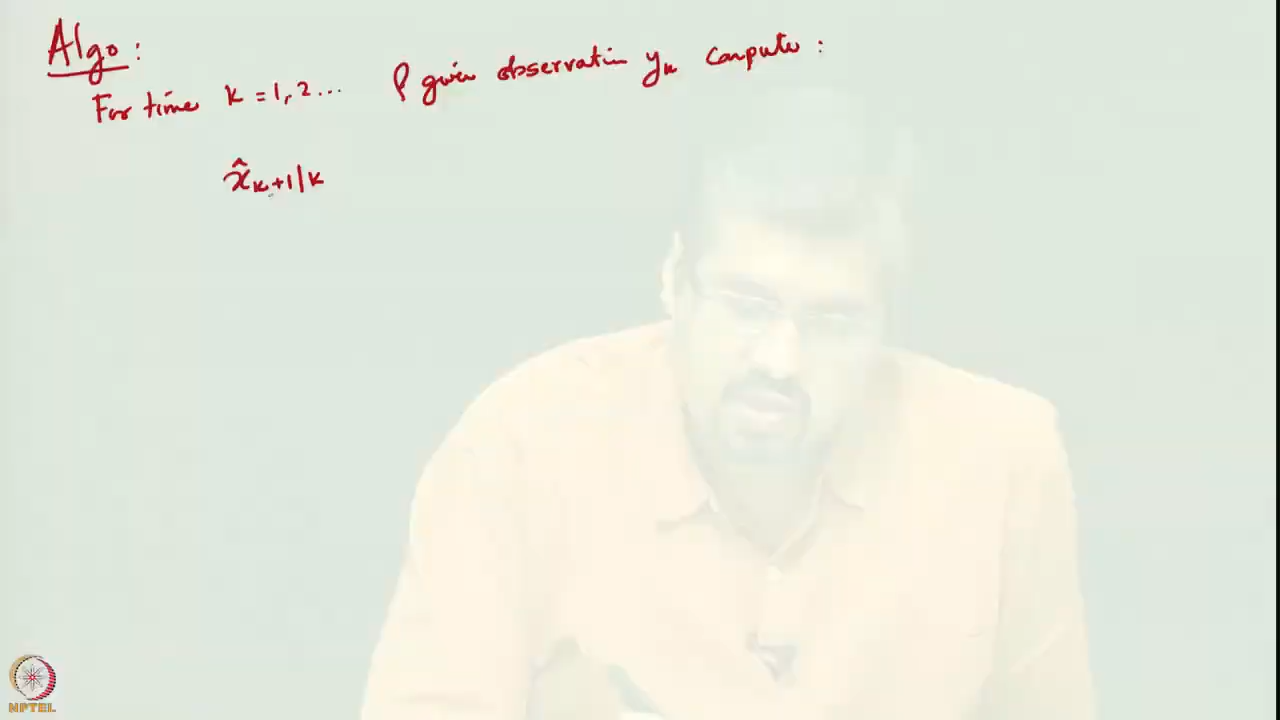 Algo:
For time k = 1, 2 ... & given observation yₖ compute :
x̂ₖ₊₁|ₖ
NPTEL